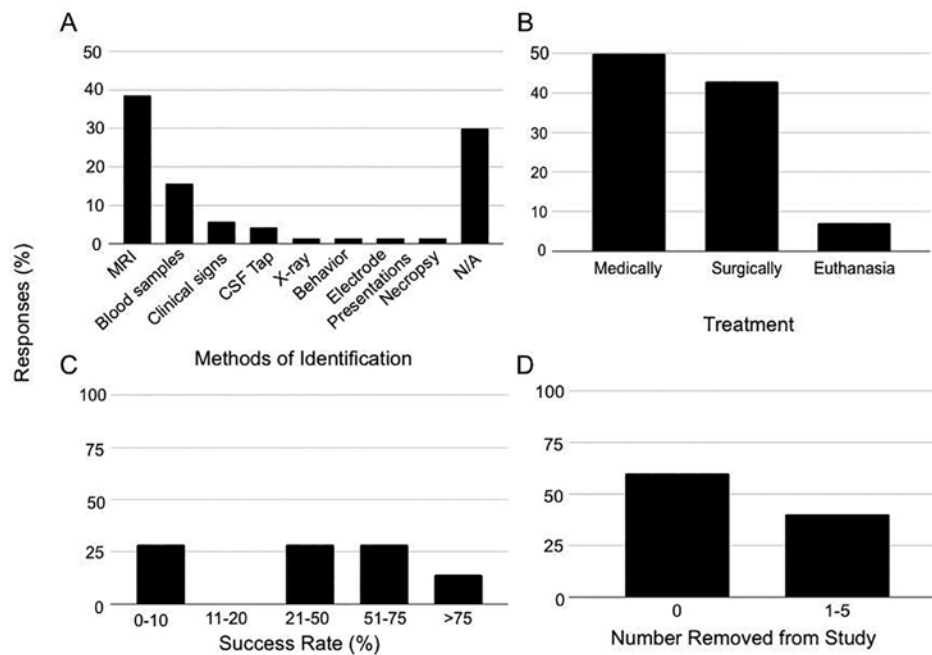 A
50
40
30
20
10
0
MRI
Blood samples
Clinical signs
CSF Tap
X-ray
Behavior
Electrode
Presentations
Necropsy
N/A
Methods of Identification
Responses (%)
B
50
40
30
20
10
0
Medically
Surgically
Euthanasia
Treatment
C
100
75
50
25
0
0-10
11-20
21-50
51-75
>75
Success Rate (%)
D
100
75
50
25
0
0
1-5
Number Removed from Study